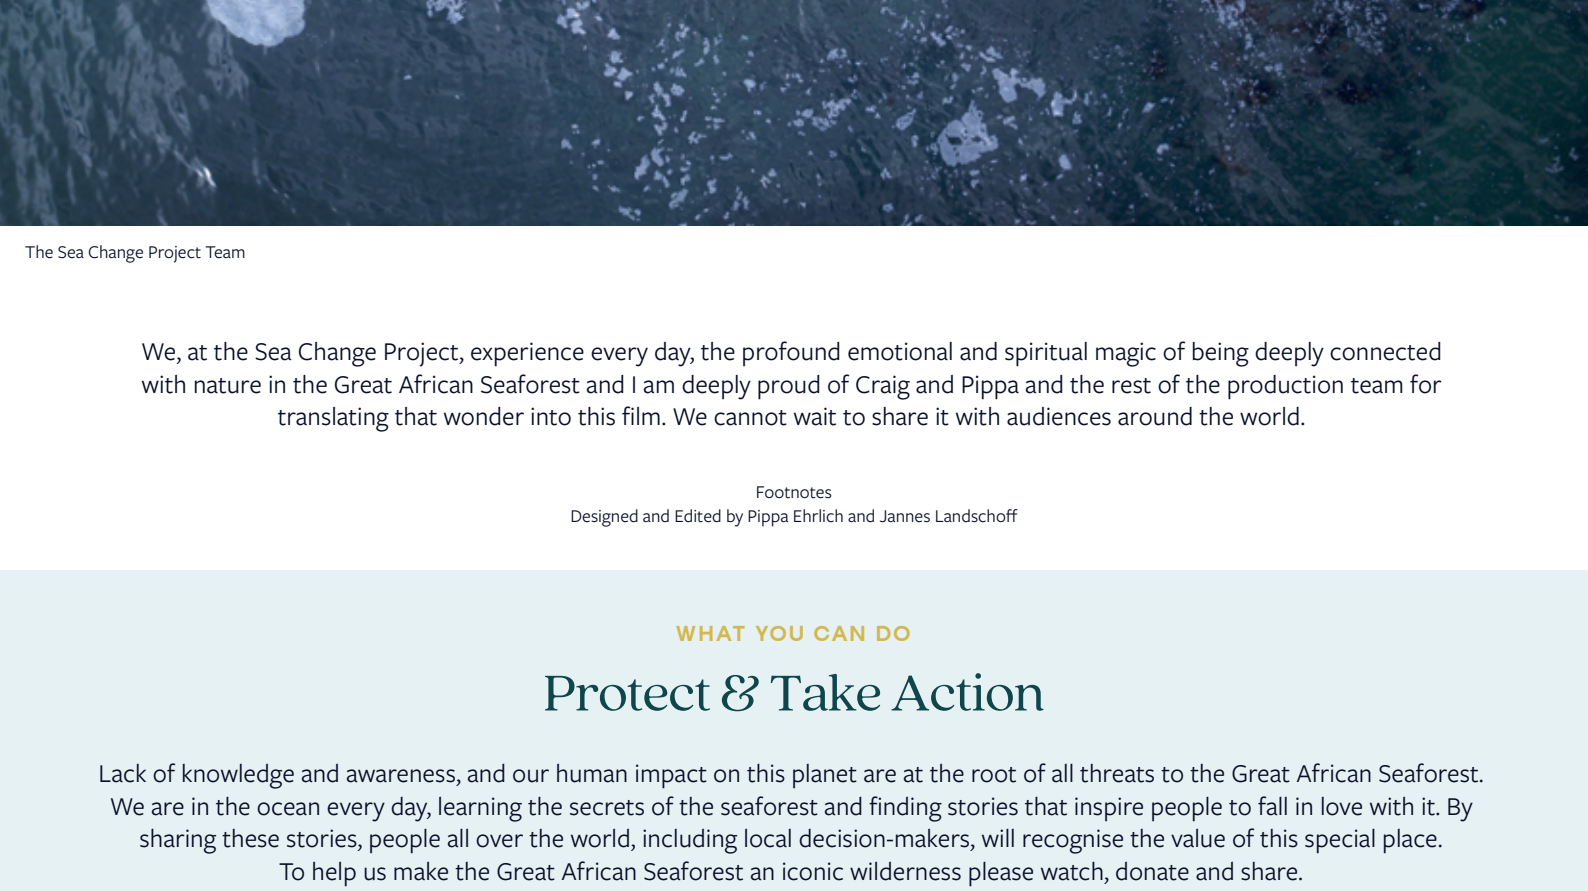 The Sea Change Project Team
We, at the Sea Change Project, experience every day, the profound emotional and spiritual magic of being deeply connected
with nature in the Great African Seaforest and I am deeply proud of Craig and Pippa and the rest of the production team for
translating that wonder into this film. We cannot wait to share it with audiences around the world.
Footnotes
Designed and Edited by Pippa Ehrlich and Jannes Landschoff
WHAT YOU CAN DO
Protect & Take Action
Lack of knowledge and awareness, and our human impact on this planet are at the root of all threats to the Great African Seaforest.
We are in the ocean every day, learning the secrets of the seaforest and finding stories that inspire people to fall in love with it. By
sharing these stories, people all over the world, including local decision-makers, will recognise the value of this special place.
To help us make the Great African Seaforest an iconic wilderness please watch, donate and share.